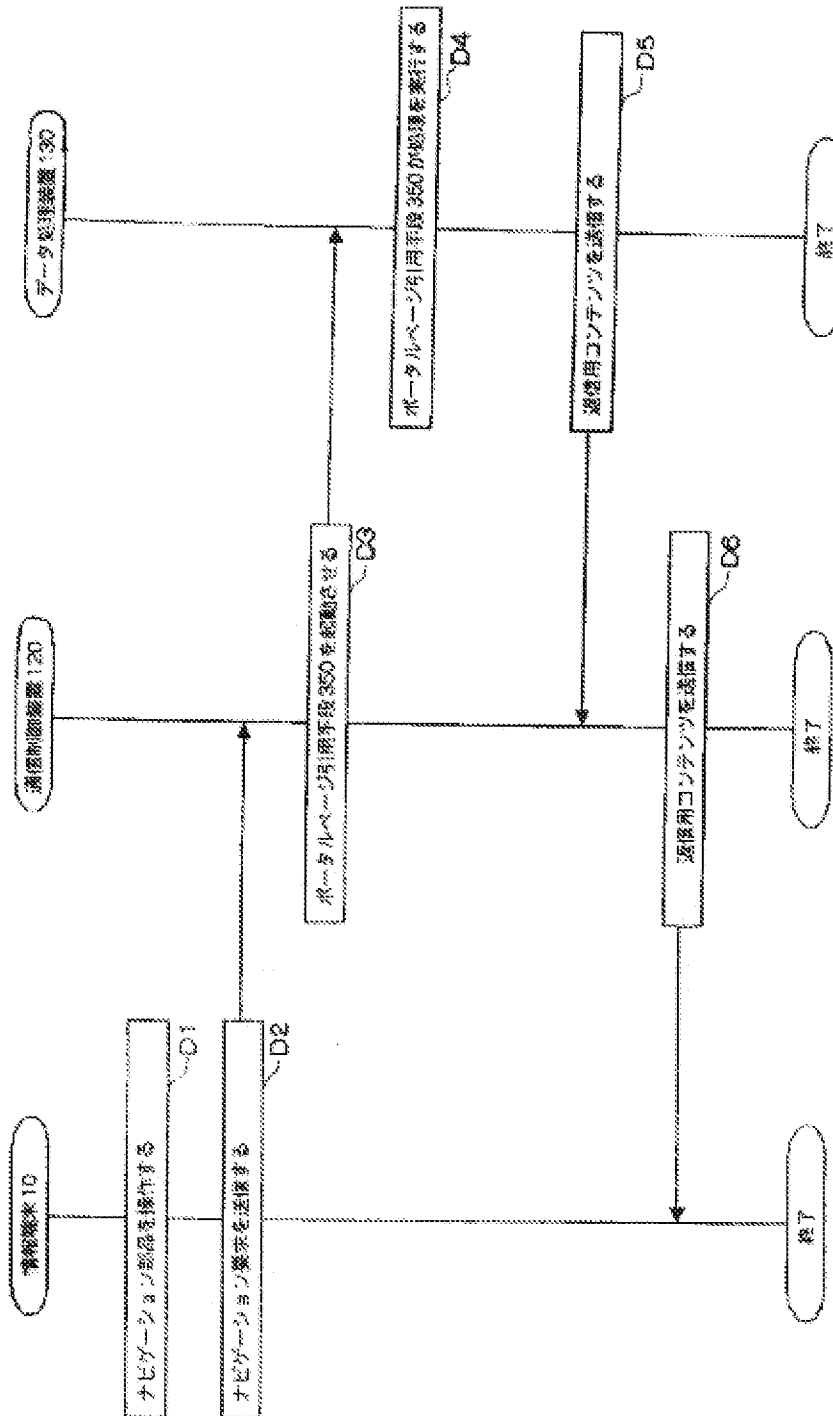 情報端末10
ナビゲーション部品を操作する
D1
ナビゲーション要求を送信する
D2
通信制御装置120
ポータルページ引用手段350を起動させる
D3
データ処理装置130
ポータルページ引用手段350が処理を実行する
D4
返信用コンテンツを送信する
D5
返信用コンテンツを送信する
D6
終了
終了
終了